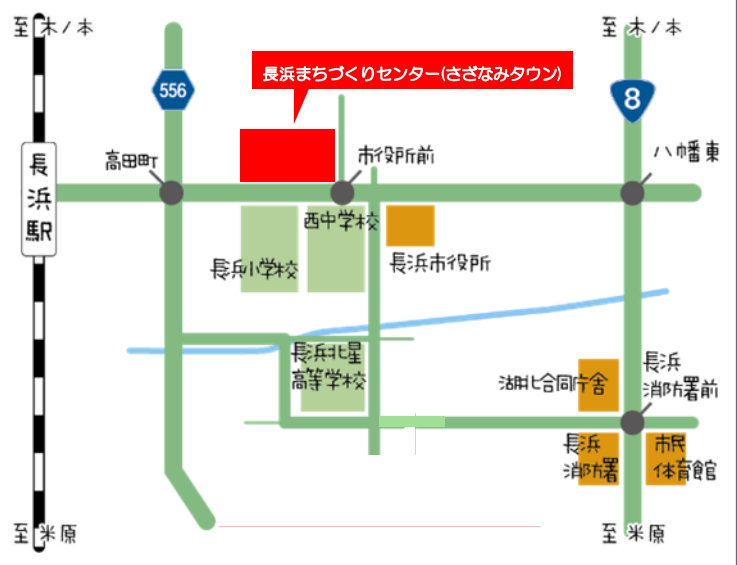 至 木ノ本
至 木ノ本
長浜まちづくりセンター(さざなみタウン)
556
8
高田町
市役所前
八幡東
長浜駅
西中学校
長浜小学校
長浜市役所
長浜北星
高等学校
湖北合同庁舎
長浜
消防署前
長浜
消防署
市民
体育館
至 米原
至 米原